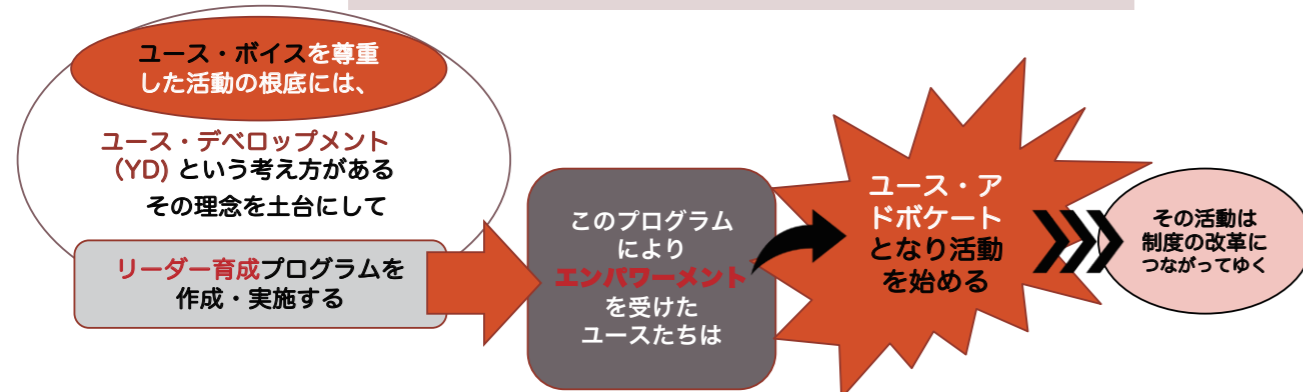 ユース・ボイスを尊重
した活動の根底には、
ユース・デベロップメント
（YD) という考え方がある
その理念を土台にして
リーダー育成プログラムを
作成・実施する
このプログラム
により
エンパワーメント
を受けた
ユースたちは
ユース・ア
ドボケート
となり活動
を始める
その活動は
制度の改革に
つながってゆく